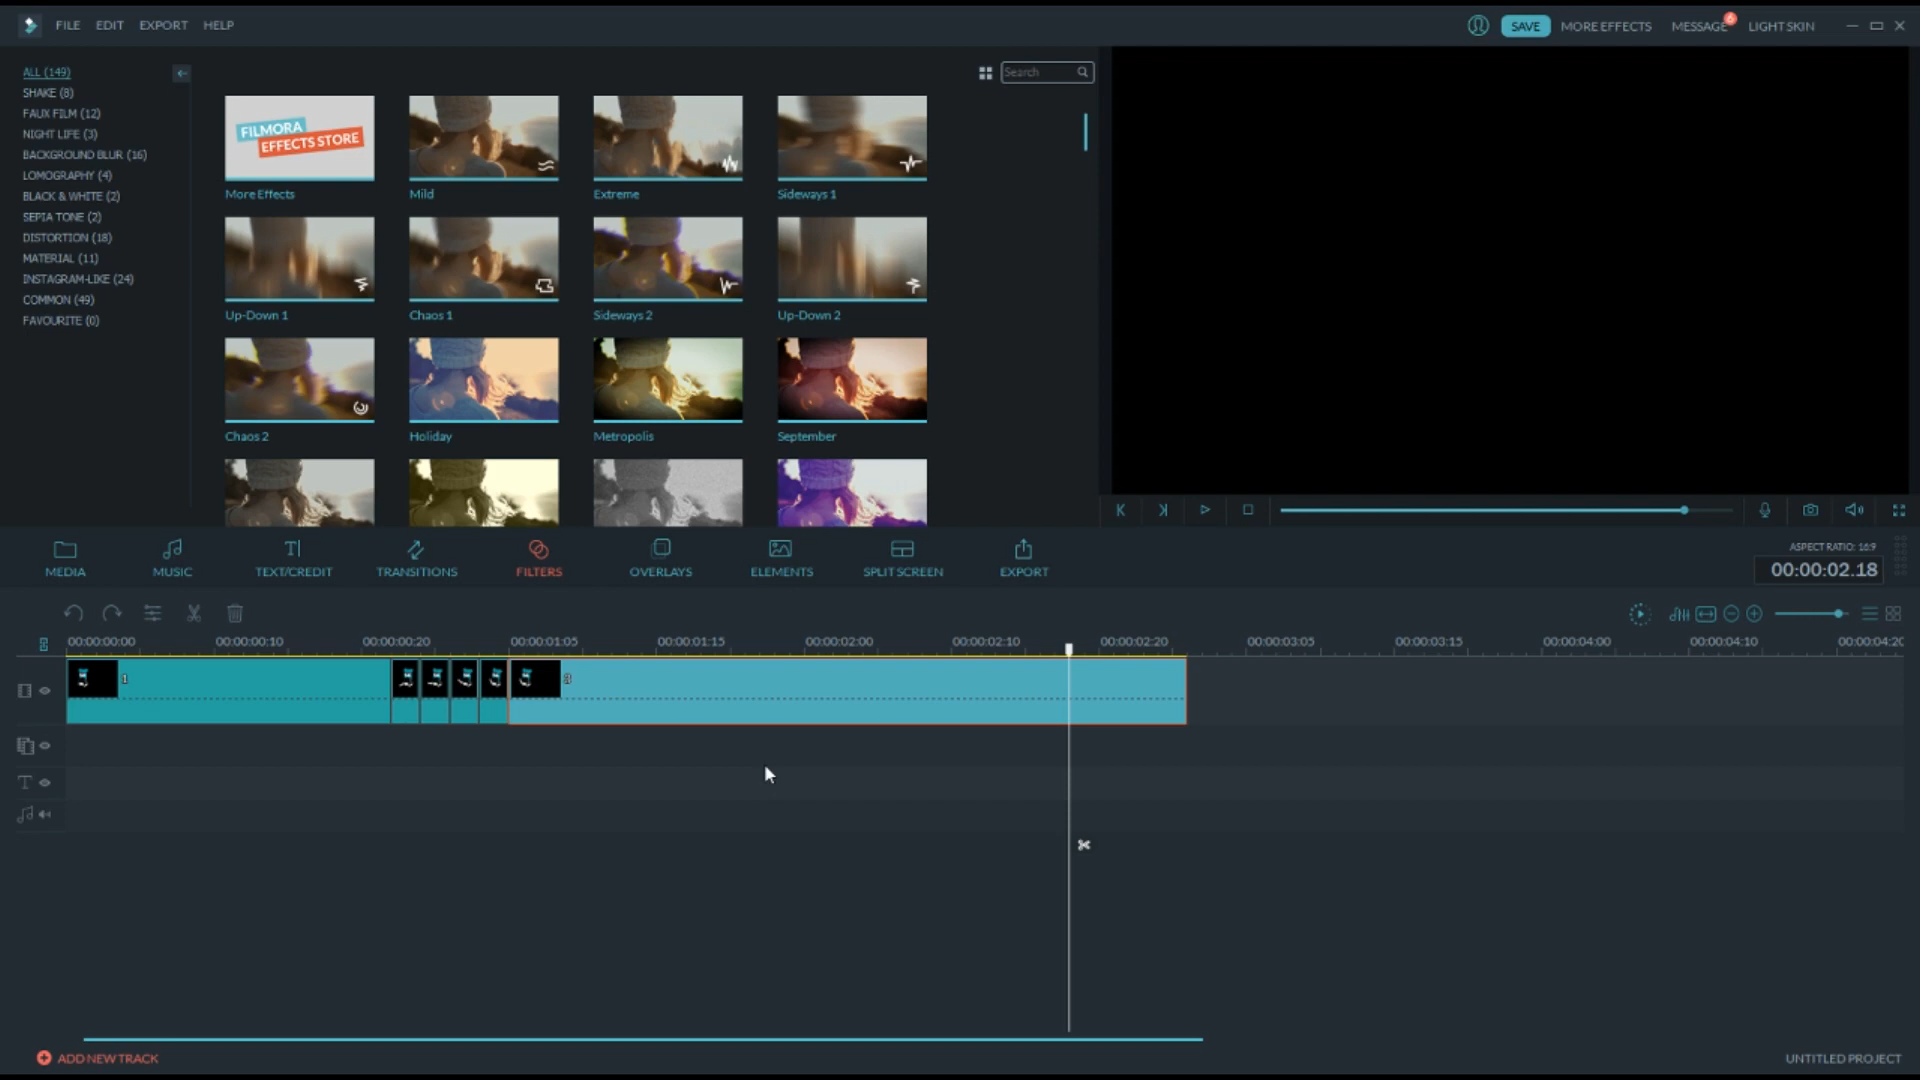 FILE EDIT EXPORT HELP
SAVE MORE EFFECTS MESSAGE 6 LIGHT SKIN
ALL (149)
SHAKE (8)
FAUX FILM (12)
NIGHT LIFE (3)
BACKGROUND BLUR (16)
LOMOGRAPHY (4)
BLACK & WHITE (2)
SEPIA TONE (2)
DISTORTION (18)
MATERIAL (11)
INSTAGRAM-LIKE (24)
COMMON (49)
FAVOURITE (0)
Search
FILMORA
EFFECTS STORE
More Effects Mild Extreme Sideways 1
Up-Down 1 Chaos 1 Sideways 2 Up-Down 2
Chaos 2 Holiday Metropolis September
MEDIA MUSIC TEXT/CREDIT TRANSITIONS FILTERS OVERLAYS ELEMENTS SPLIT SCREEN EXPORT
ASPECT RATIO: 16:9
00:00:02.18
00:00:00:00 00:00:00:10 00:00:00:20 00:00:01:05 00:00:01:15 00:00:02:00 00:00:02:10 00:00:02:20 00:00:03:05 00:00:03:15 00:00:04:00 00:00:04:10 00:00:04:20
1 3
ADD NEW TRACK
UNTITLED PROJECT